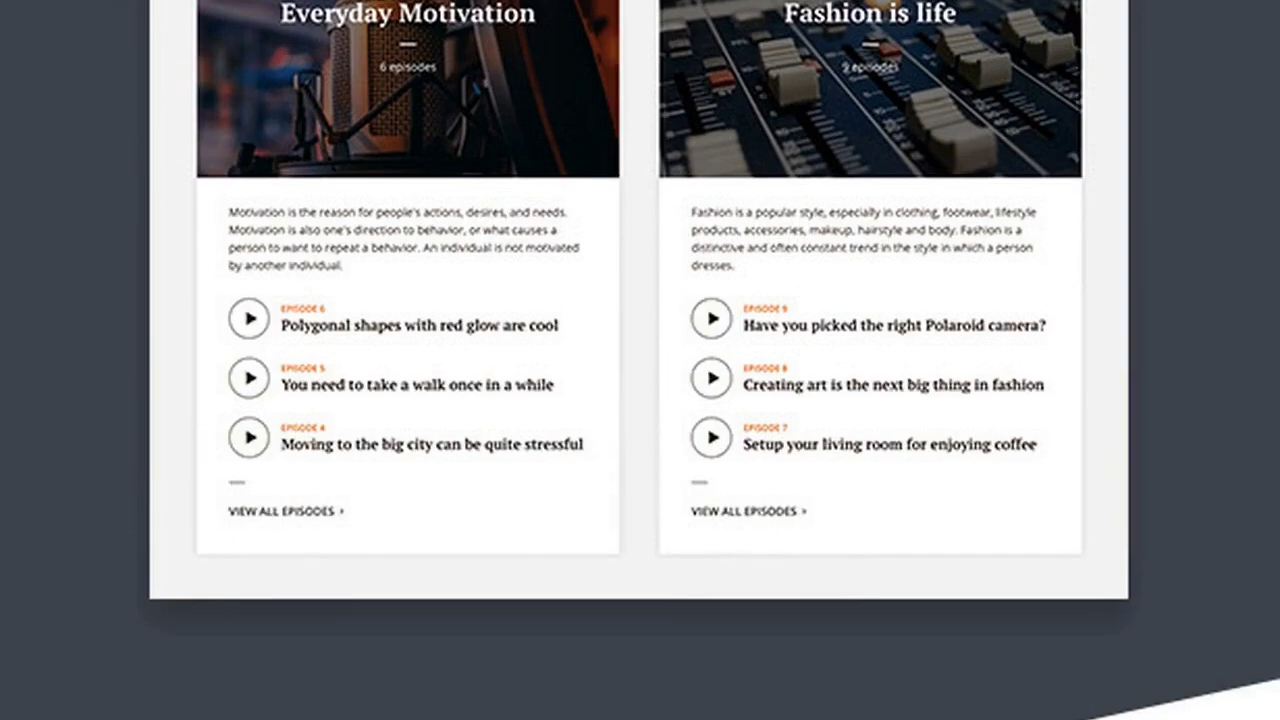 Everyday Motivation
6 episodes
Motivation is the reason for people's actions, desires, and needs.
Motivation is also one's direction to behavior, or what causes a
person to want to repeat a behavior. An individual is not motivated
by another individual.
EPISODE 6
Polygonal shapes with red glow are cool
EPISODE 5
You need to take a walk once in a while
EPISODE 4
Moving to the big city can be quite stressful
VIEW ALL EPISODES ›
Fashion is life
9 episodes
Fashion is a popular style, especially in clothing, footwear, lifestyle
products, accessories, makeup, hairstyle and body. Fashion is a
distinctive and often constant trend in the style in which a person
dresses.
EPISODE 9
Have you picked the right Polaroid camera?
EPISODE 8
Creating art is the next big thing in fashion
EPISODE 7
Setup your living room for enjoying coffee
VIEW ALL EPISODES ›